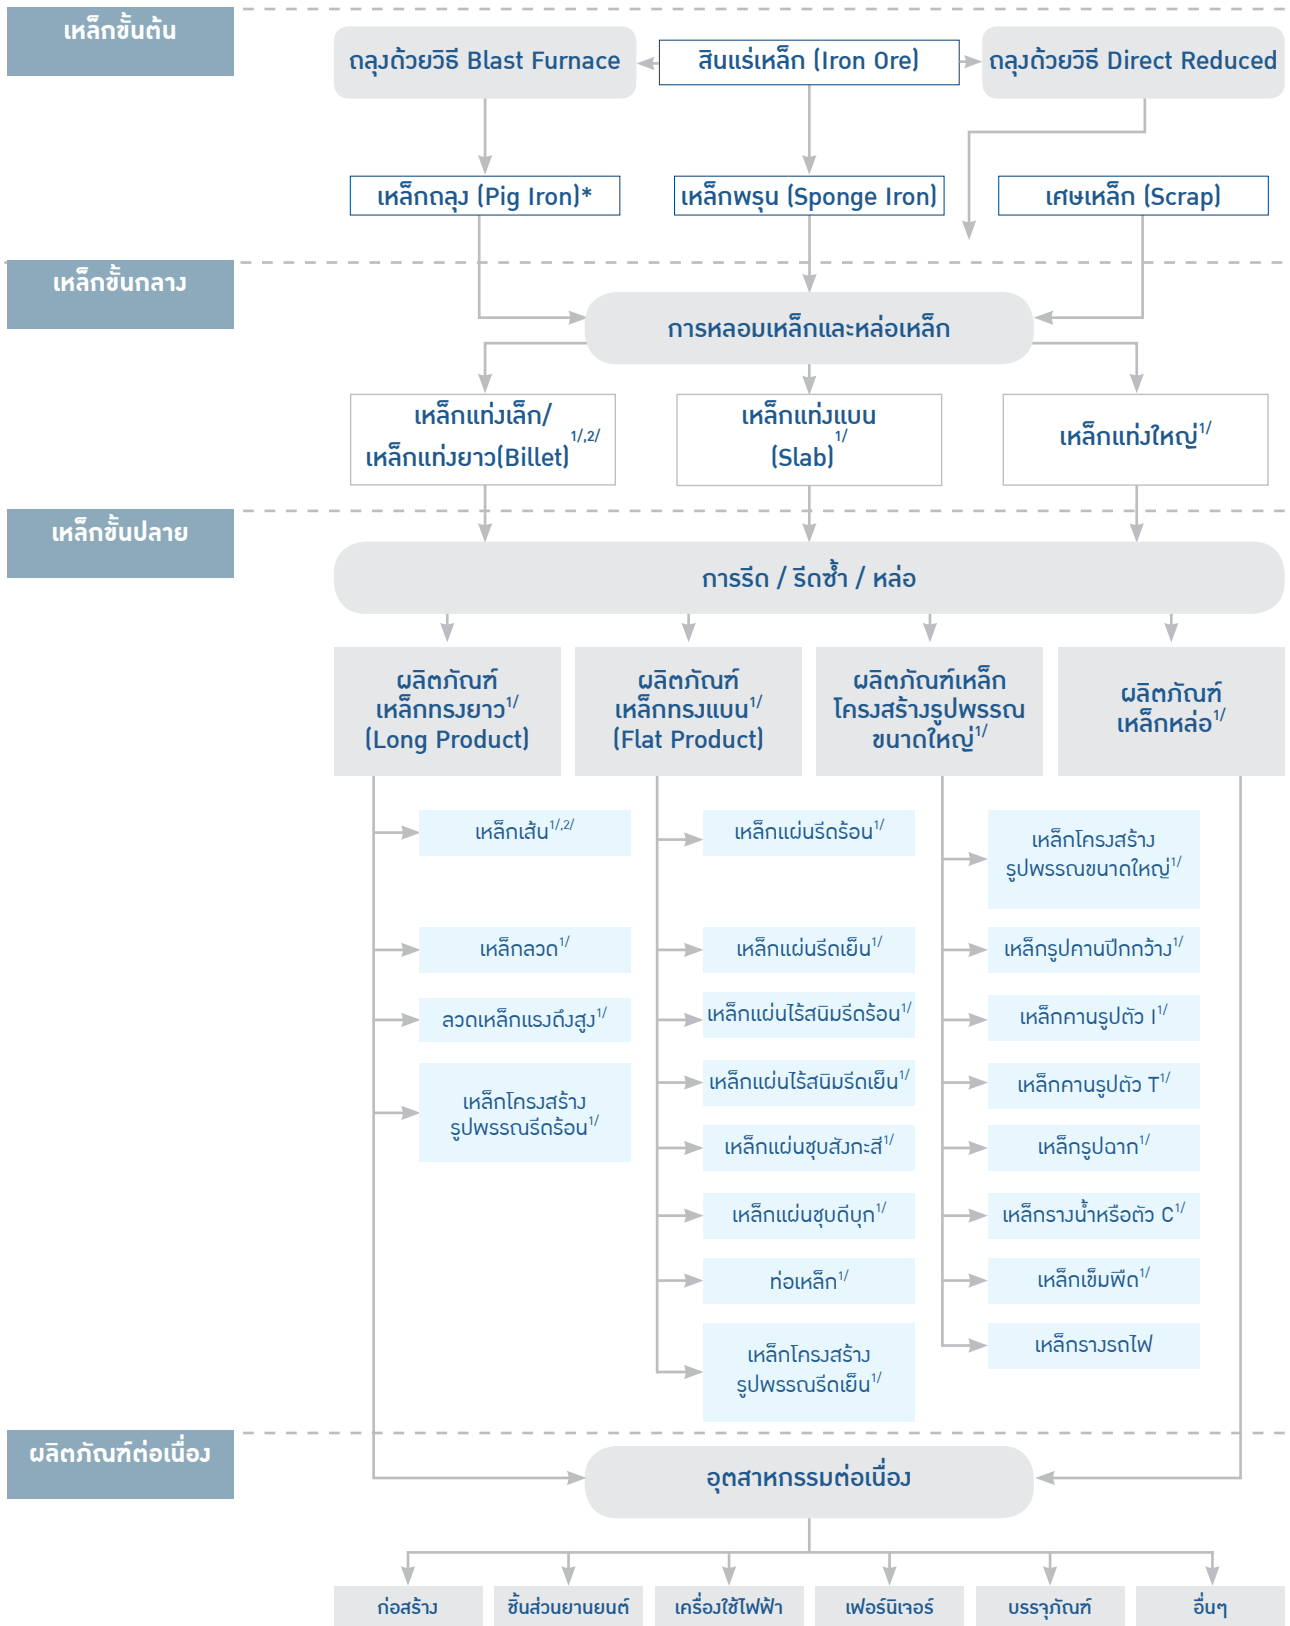 เหล็กขั้นต้น
ถลุงด้วยวิธี Blast Furnace
สินแร่เหล็ก (Iron Ore)
ถลุงด้วยวิธี Direct Reduced
เหล็กถลุง (Pig Iron)*
เหล็กพรุน (Sponge Iron)
เศษเหล็ก (Scrap)
เหล็กขั้นกลาง
การหลอมเหล็กและหล่อเหล็ก
เหล็กแท่งเล็ก/
เหล็กแท่งยาว(Billet)1/,2/
เหล็กแท่งแบน
(Slab)1/
เหล็กแท่งใหญ่1/
เหล็กขั้นปลาย
การรีด / รีดซ้ำ / หล่อ
ผลิตภัณฑ์
เหล็กทรงยาว1/
(Long Product)
ผลิตภัณฑ์
เหล็กทรงแบน1/
(Flat Product)
ผลิตภัณฑ์เหล็ก
โครงสร้างรูปพรรณ
ขนาดใหญ่1/
ผลิตภัณฑ์
เหล็กหล่อ1/
เหล็กเส้น1/,2/
เหล็กลวด1/
ลวดเหล็กแรงดึงสูง1/
เหล็กโครงสร้าง
รูปพรรณรีดร้อน1/
เหล็กแผ่นรีดร้อน1/
เหล็กแผ่นรีดเย็น1/
เหล็กแผ่นไร้สนิมรีดร้อน1/
เหล็กแผ่นไร้สนิมรีดเย็น1/
เหล็กแผ่นชุบสังกะสี1/
เหล็กแผ่นชุบดีบุก1/
ท่อเหล็ก1/
เหล็กโครงสร้าง
รูปพรรณรีดเย็น1/
เหล็กโครงสร้าง
รูปพรรณขนาดใหญ่1/
เหล็กรูปคานปีกกว้าง1/
เหล็กคานรูปตัว I1/
เหล็กคานรูปตัว T1/
เหล็กรูปฉาก1/
เหล็กรางน้ำหรือตัว C1/
เหล็กเข็มพืด1/
เหล็กรางรถไฟ
ผลิตภัณฑ์ต่อเนื่อง
อุตสาหกรรมต่อเนื่อง
ก่อสร้าง
ชิ้นส่วนยานยนต์
เครื่องใช้ไฟฟ้า
เฟอร์นิเจอร์
บรรจุภัณฑ์
อื่นๆ